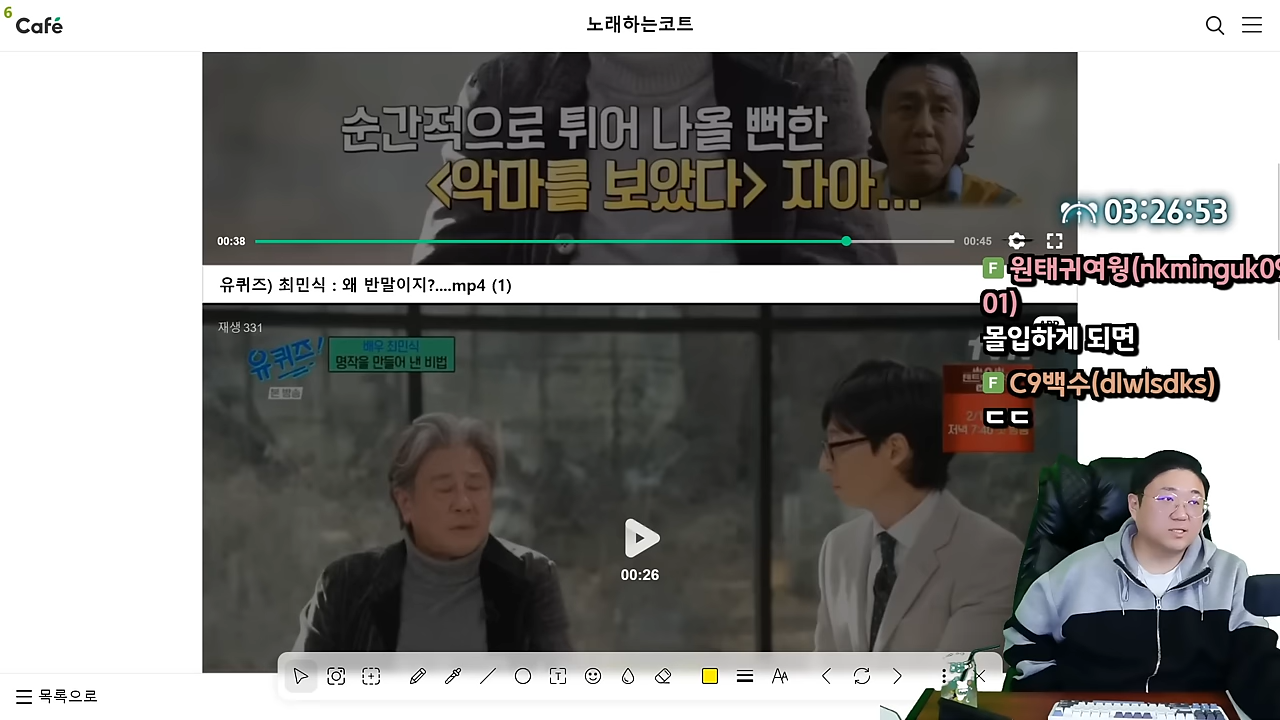 6
Café
노래하는코트
순간적으로 튀어 나올 뻔한
<악마를 보았다> 자아...
03:26:53
00:38
00:45
F 원태귀여웡(nkminguk09
01)
유퀴즈) 최민식 : 왜 반말이지?....mp4 (1)
몰입하게 되면
재생 331
유퀴즈!
배우 최민식
명작을 만들어 낸 비법
본 방송
F C9백수(dlwlsdks)
ㄷㄷ
00:26
목록으로